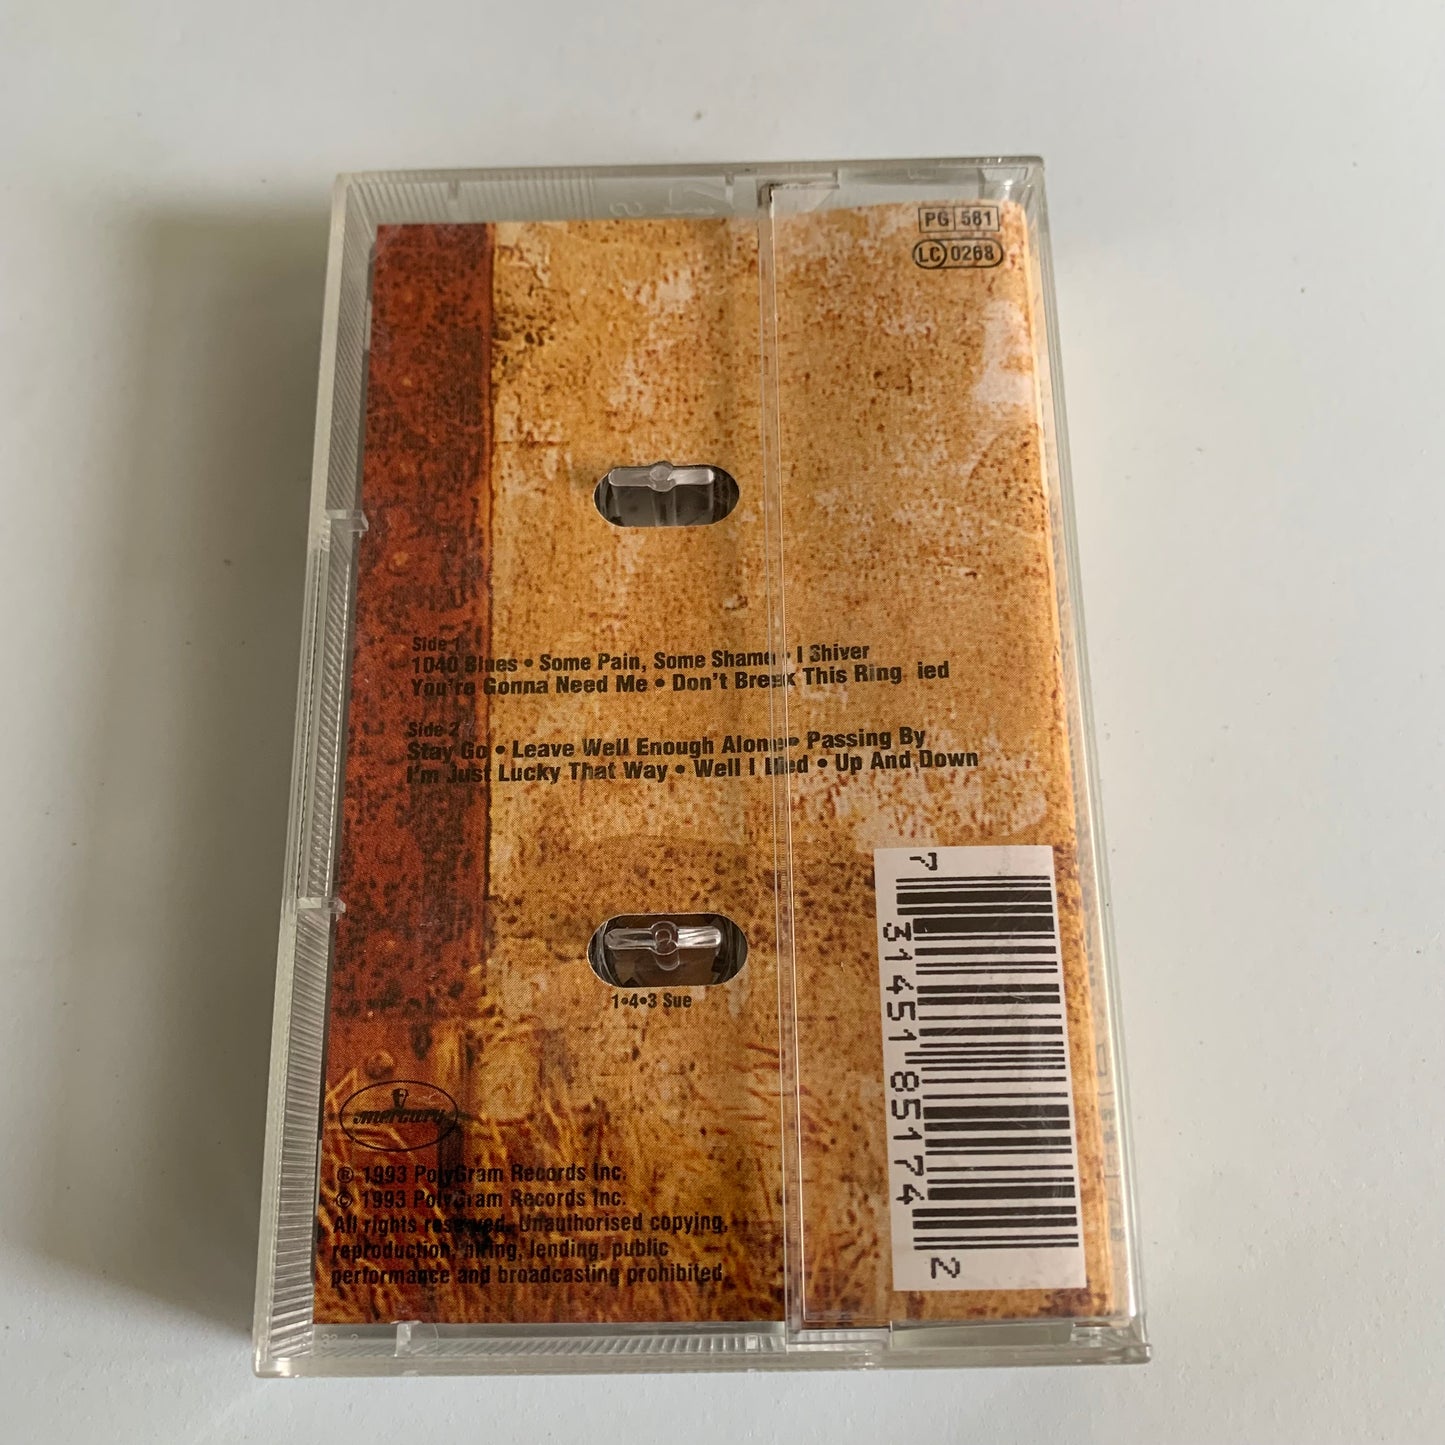 PG 581
LC 0268
Side 1
1040 Blues • Some Pain, Some Shame • I Shiver
You're Gonna Need Me • Don't Break This Ring
Side 2
Stay Go • Leave Well Enough Alone • Passing By
I'm Just Lucky That Way • Well I Lied • Up And Down
1•4•3 Sue
mercury
℗ 1993 PolyGram Records Inc.
© 1993 PolyGram Records Inc.
All rights reserved. Unauthorised copying,
reproduction, hiring, lending, public
performance and broadcasting prohibited
7 31451 85174 2